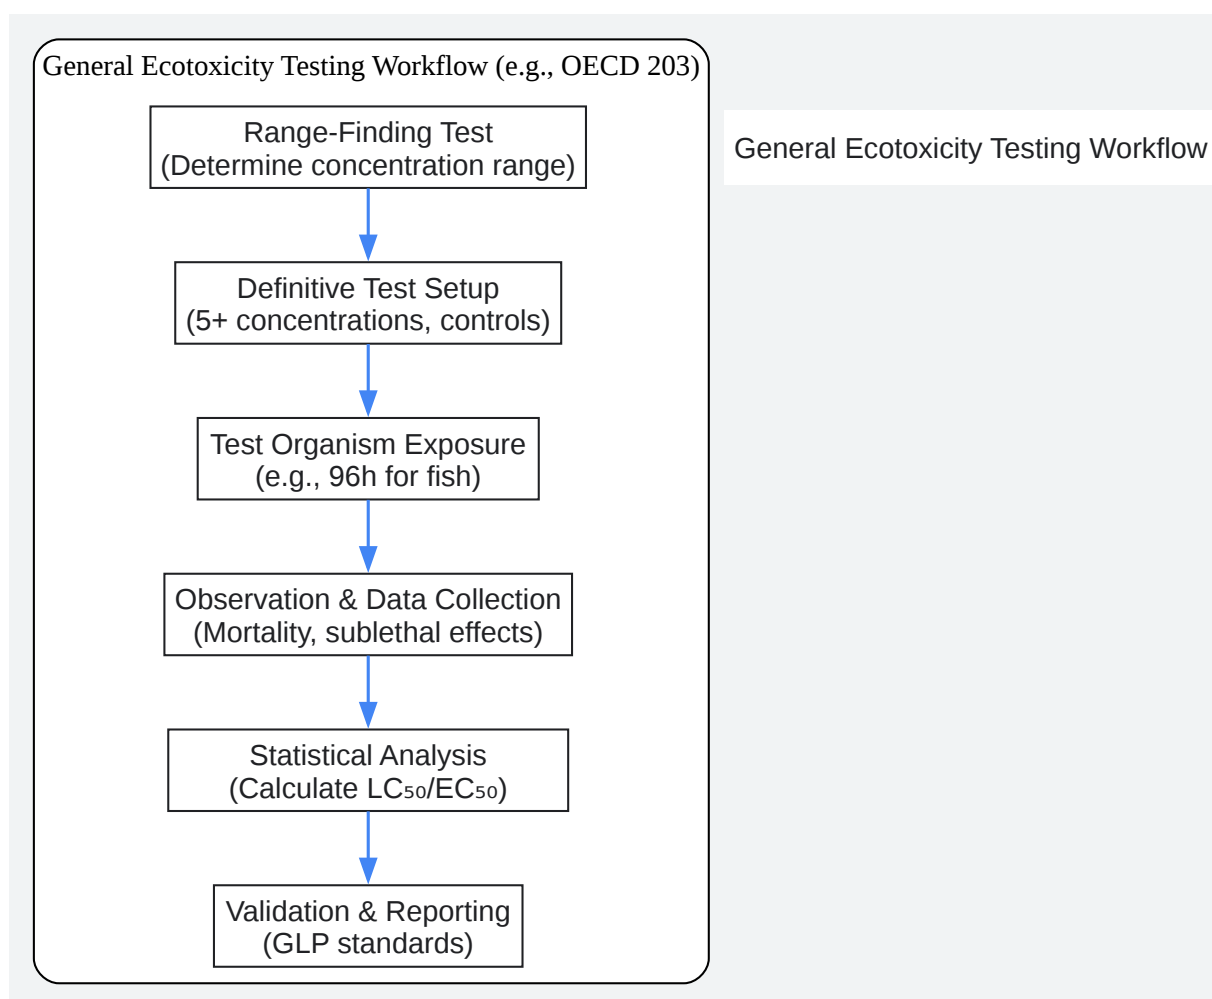 General Ecotoxicity Testing Workflow (e.g., OECD 203)
Range-Finding Test
(Determine concentration range)
General Ecotoxicity Testing Workflow
Definitive Test Setup
(5+ concentrations, controls)
Test Organism Exposure
(e.g., 96h for fish)
Observation & Data Collection
(Mortality, sublethal effects)
Statistical Analysis
(Calculate LC₅₀/EC₅₀)
Validation & Reporting
(GLP standards)